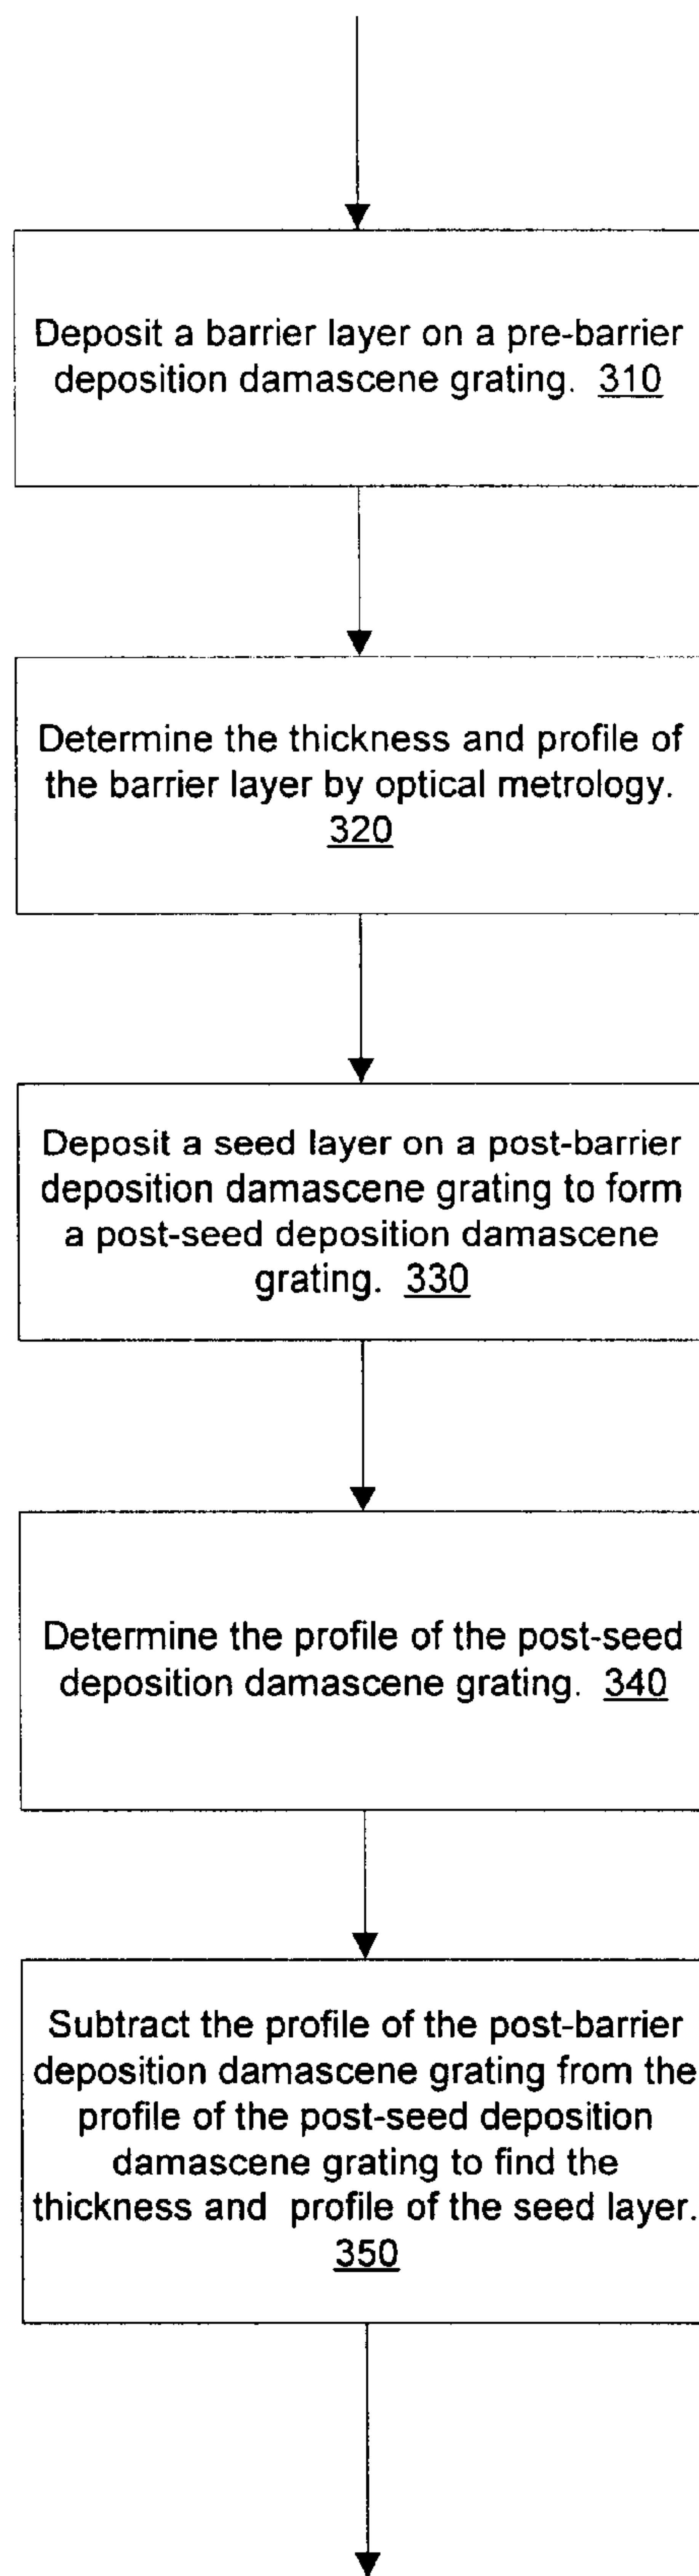 Deposit a barrier layer on a pre-barrier
deposition damascene grating. 310
Determine the thickness and profile of
the barrier layer by optical metrology.
320
Deposit a seed layer on a post-barrier
deposition damascene grating to form
a post-seed deposition damascene
grating. 330
Determine the profile of the post-seed
deposition damascene grating. 340
Subtract the profile of the post-barrier
deposition damascene grating from the
profile of the post-seed deposition
damascene grating to find the
thickness and profile of the seed layer.
350